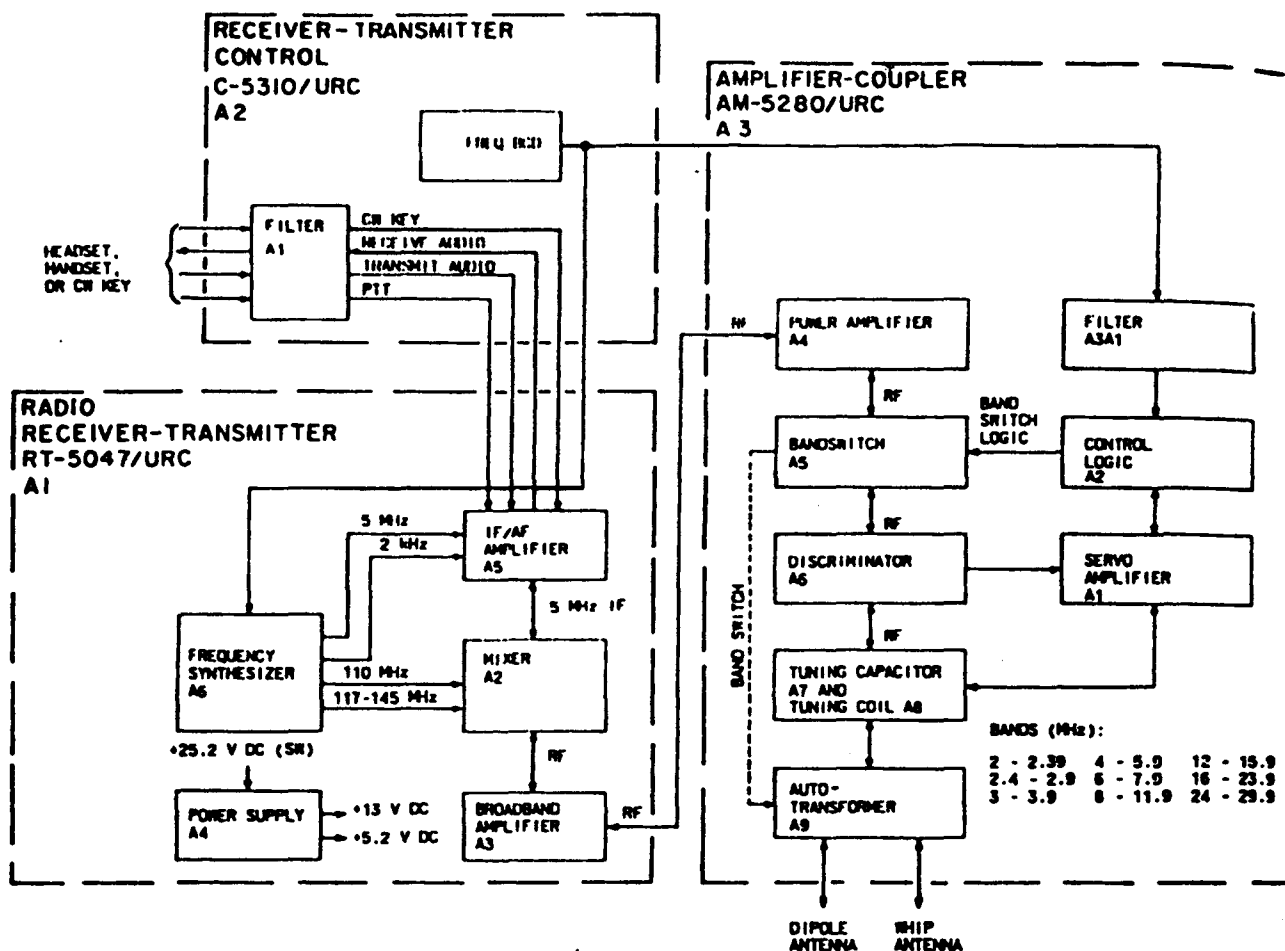 RECEIVER-TRANSMITTER
CONTROL
C-5310/URC
A2
FREQ BCD
FILTER
A1
CW KEY
RECEIVE AUDIO
TRANSMIT AUDIO
PTT
HEADSET,
HANDSET,
OR CW KEY
AMPLIFIER-COUPLER
AM-5280/URC
A3
RF
POWER AMPLIFIER
A4
FILTER
A3A1
RF
BAND
SWITCH
LOGIC
BANDSWITCH
A5
CONTROL
LOGIC
A2
RF
DISCRIMINATOR
A6
SERVO
AMPLIFIER
A1
RF
BAND SWITCH
TUNING CAPACITOR
A7 AND
TUNING COIL A8
AUTO-
TRANSFORMER
A9
BANDS (MHz):
2 - 2.39 4 - 5.9 12 - 15.9
2.4 - 2.9 6 - 7.9 16 - 23.9
3 - 3.9 8 - 11.9 24 - 29.9
DIPOLE
ANTENNA
WHIP
ANTENNA
RADIO
RECEIVER-TRANSMITTER
RT-5047/URC
A1
5 MHz
2 kHz
IF/AF
AMPLIFIER
A5
5 MHz IF
FREQUENCY
SYNTHESIZER
A6
110 MHz
117-145 MHz
MIXER
A2
RF
+25.2 V DC (SW)
POWER SUPPLY
A4
+13 V DC
+5.2 V DC
BROADBAND
AMPLIFIER
A3
RF